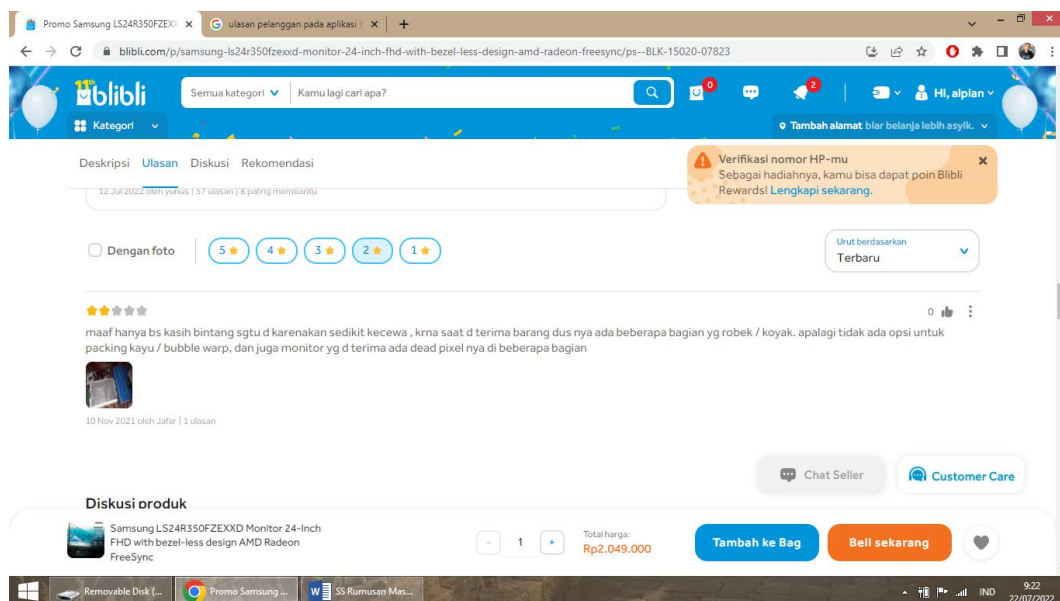 Promo Samsung LS24R350FZEXX
ulasan pelanggan pada aplikasi b
blibli.com/p/samsung-ls24r350fzexxd-monitor-24-inch-fhd-with-bezel-less-design-amd-radeon-freesync/ps--BLK-15020-07823
11th
blibli
Semua kategori
Kamu lagi cari apa?
0
2
Hi, alpian
Kategori
Tambah alamat biar belanja lebih asyik.
Deskripsi Ulasan Diskusi Rekomendasi
Verifikasi nomor HP-mu
Sebagai hadiahnya, kamu bisa dapat poin Blibli
Rewards! Lengkapi sekarang.
12 Jul 2022 oleh yunus | 57 ulasan | 8 paling membantu
Dengan foto
5 4 3 2 1
Urut berdasarkan
Terbaru
0
maaf hanya bs kasih bintang sgtu d karenakan sedikit kecewa , krna saat d terima barang dus nya ada beberapa bagian yg robek / koyak. apalagi tidak ada opsi untuk
packing kayu / bubble warp, dan juga monitor yg d terima ada dead pixel nya di beberapa bagian
10 Nov 2021 oleh Jafar | 1 ulasan
Chat Seller
Customer Care
Diskusi produk
Samsung LS24R350FZEXXD Monitor 24-Inch
FHD with bezel-less design AMD Radeon
FreeSync
- 1 +
Total harga:
Rp2.049.000
Tambah ke Bag
Beli sekarang
Removable Disk (...
Promo Samsung ...
SS Rumusan Mas...
IND
9:22
22/07/2022